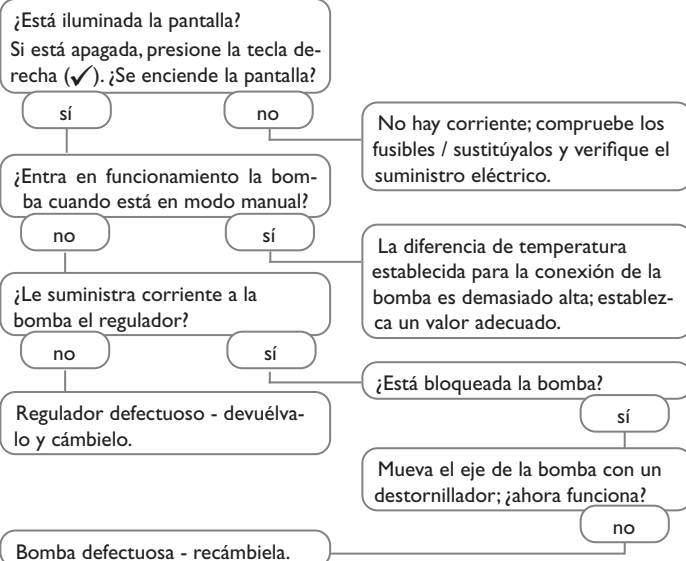 ¿Está iluminada la pantalla?
Si está apagada, presione la tecla de-
recha (✓). ¿Se enciende la pantalla?
sí
no
No hay corriente; compruebe los
fusibles / sustitúyalos y verifique el
suministro eléctrico.
¿Entra en funcionamiento la bom-
ba cuando está en modo manual?
no
sí
La diferencia de temperatura
establecida para la conexión de la
bomba es demasiado alta; establez-
ca un valor adecuado.
¿Le suministra corriente a la
bomba el regulador?
no
sí
¿Está bloqueada la bomba?
sí
Regulador defectuoso - devuélva-
lo y cámbielo.
Mueva el eje de la bomba con un
destornillador; ¿ahora funciona?
no
Bomba defectuosa - recámbiela.